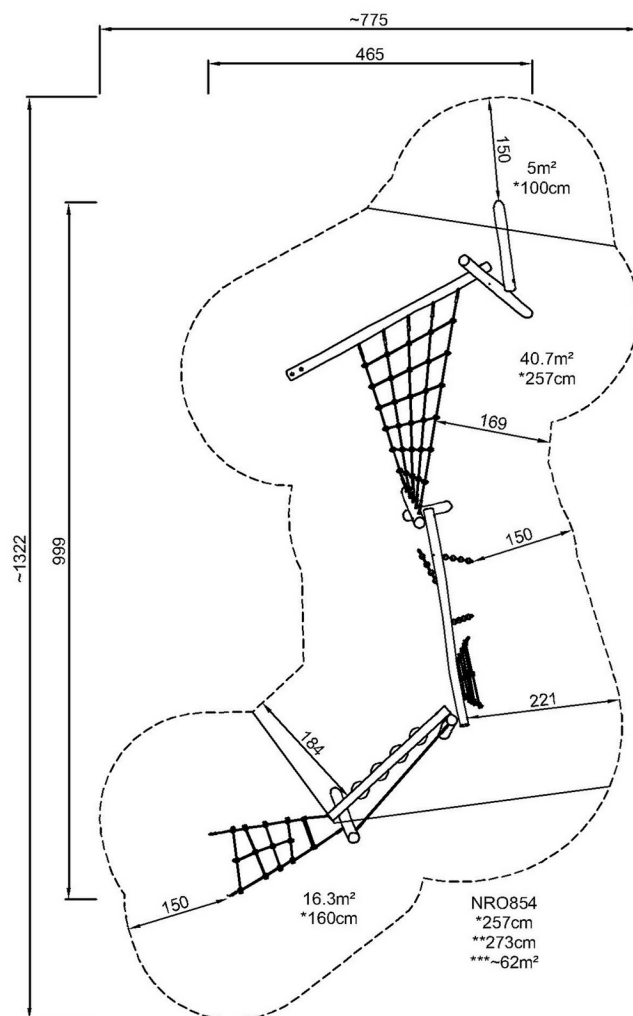 ~775
465
150
5m²
*100cm
40.7m²
*257cm
169
~1322
999
150
221
184
150
16.3m²
*160cm
NRO854
*257cm
**273cm
***~62m²